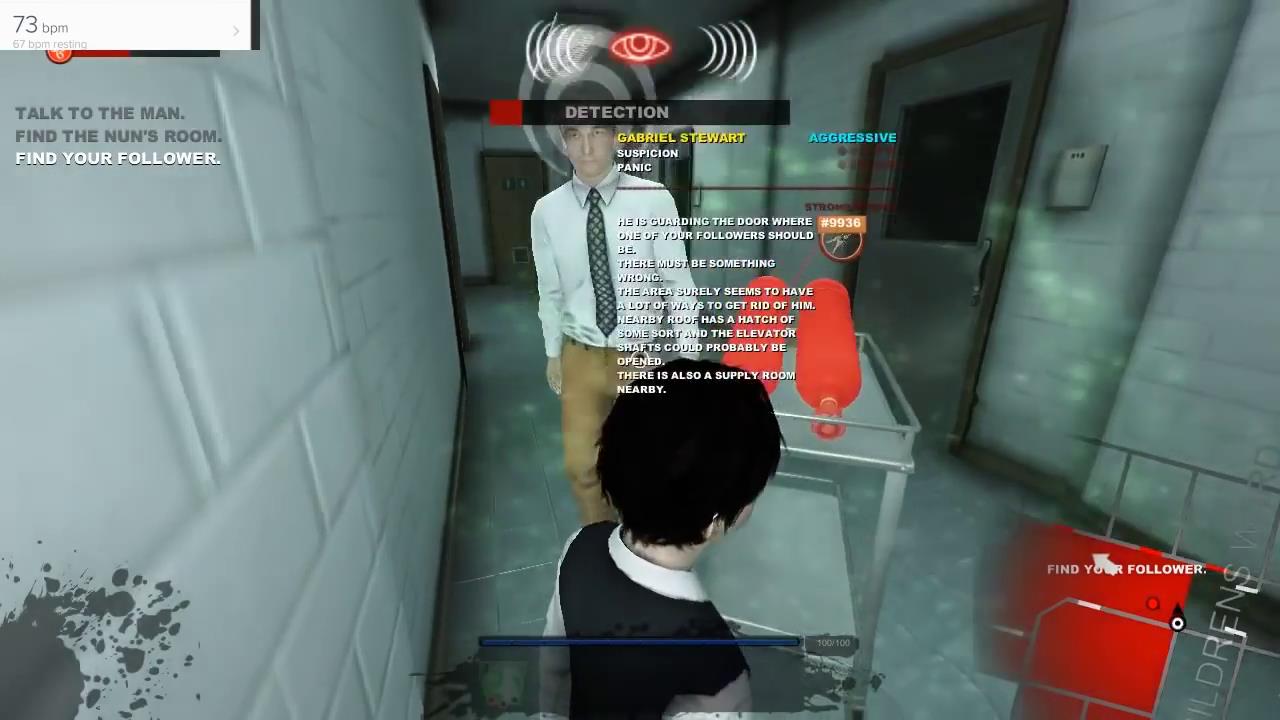 73 bpm
67 bpm resting
TALK TO THE MAN.
FIND THE NUN'S ROOM.
FIND YOUR FOLLOWER.
DETECTION
GABRIEL STEWART
AGGRESSIVE
SUSPICION
PANIC
HE IS GUARDING THE DOOR WHERE
ONE OF YOUR FOLLOWERS SHOULD
BE.
THERE MUST BE SOMETHING
WRONG.
THE AREA SURELY SEEMS TO HAVE
A LOT OF WAYS TO GET RID OF HIM.
NEARBY ROOF HAS A HATCH OF
SOME SORT AND THE ELEVATOR
SHAFTS COULD PROBABLY BE
OPENED.
THERE IS ALSO A SUPPLY ROOM
NEARBY.
#9936
FIND YOUR FOLLOWER.
100/100